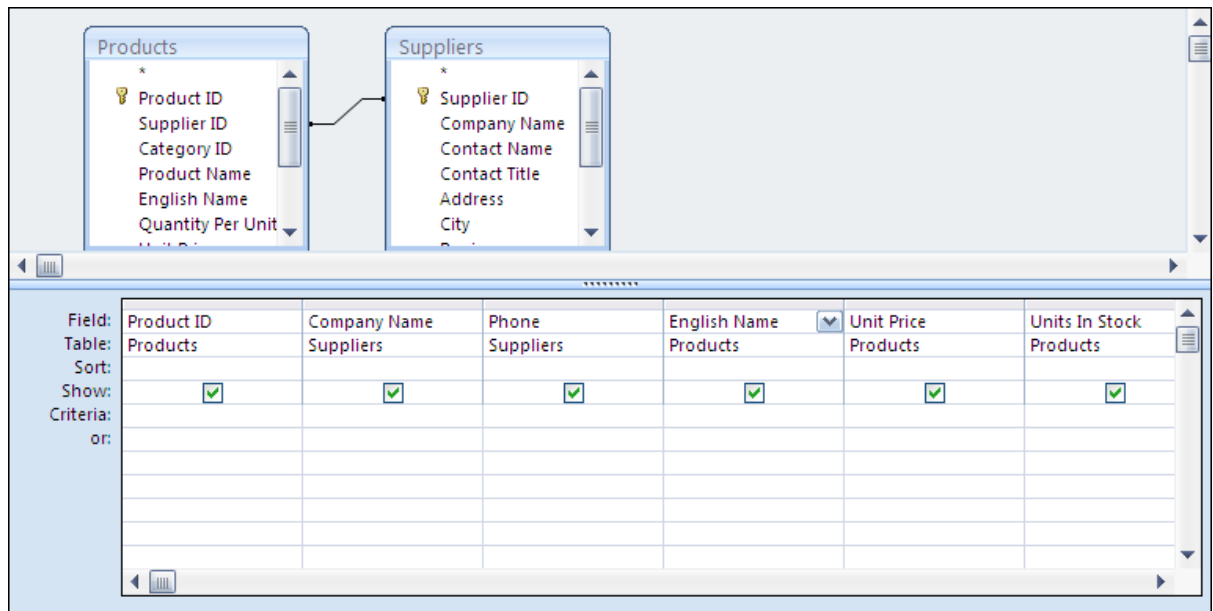 Products
*
Product ID
Supplier ID
Category ID
Product Name
English Name
Quantity Per Unit
Suppliers
*
Supplier ID
Company Name
Contact Name
Contact Title
Address
City
Field: Product ID Company Name Phone English Name Unit Price Units In Stock
Table: Products Suppliers Suppliers Products Products Products
Sort:
Show:
Criteria:
or: